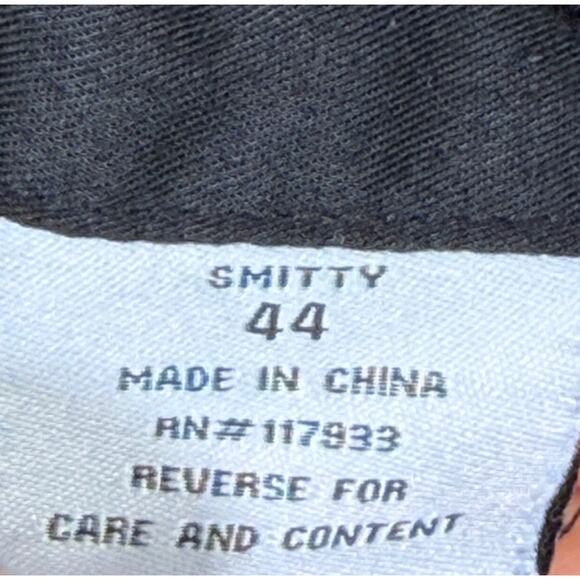 SMITTY
44
MADE IN CHINA
RN#117933
REVERSE FOR
CARE AND CONTENT